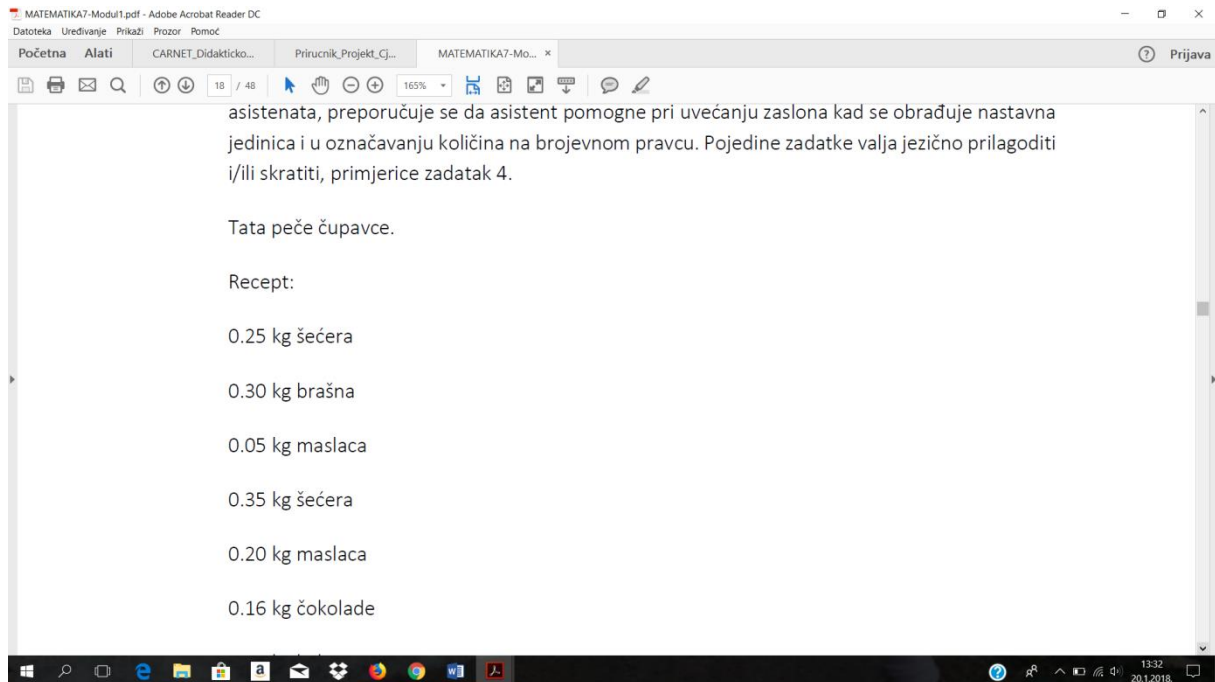 MATEMATIKA7-Modul1.pdf - Adobe Acrobat Reader DC
Datoteka Uređivanje Prikaži Prozor Pomoć
Početna Alati CARNET_Didakticko... Prirucnik_Projekt_Cj... MATEMATIKA7-Mo... × Prijava
18 / 48 165%
asistenata, preporučuje se da asistent pomogne pri uvećanju zaslona kad se obrađuje nastavna
jedinica i u označavanju količina na brojevnom pravcu. Pojedine zadatke valja jezično prilagoditi
i/ili skratiti, primjerice zadatak 4.
Tata peče čupavce.
Recept:
0.25 kg šećera
0.30 kg brašna
0.05 kg maslaca
0.35 kg šećera
0.20 kg maslaca
0.16 kg čokolade
13:32
20.1.2018.